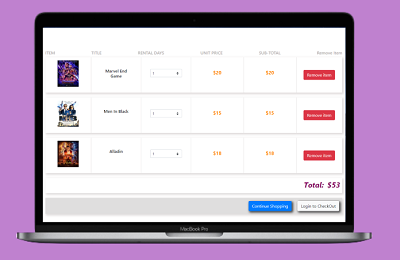 ITEM TITLE RENTAL DAYS UNIT PRICE SUB TOTAL Remove Item
Marvel End
Game
1
$20 $20 Remove Item
Men In Black
1
$15 $15 Remove Item
Alladin
1
$18 $18 Remove Item
Total: $53
Continue Shopping Login to CheckOut
MacBook Pro